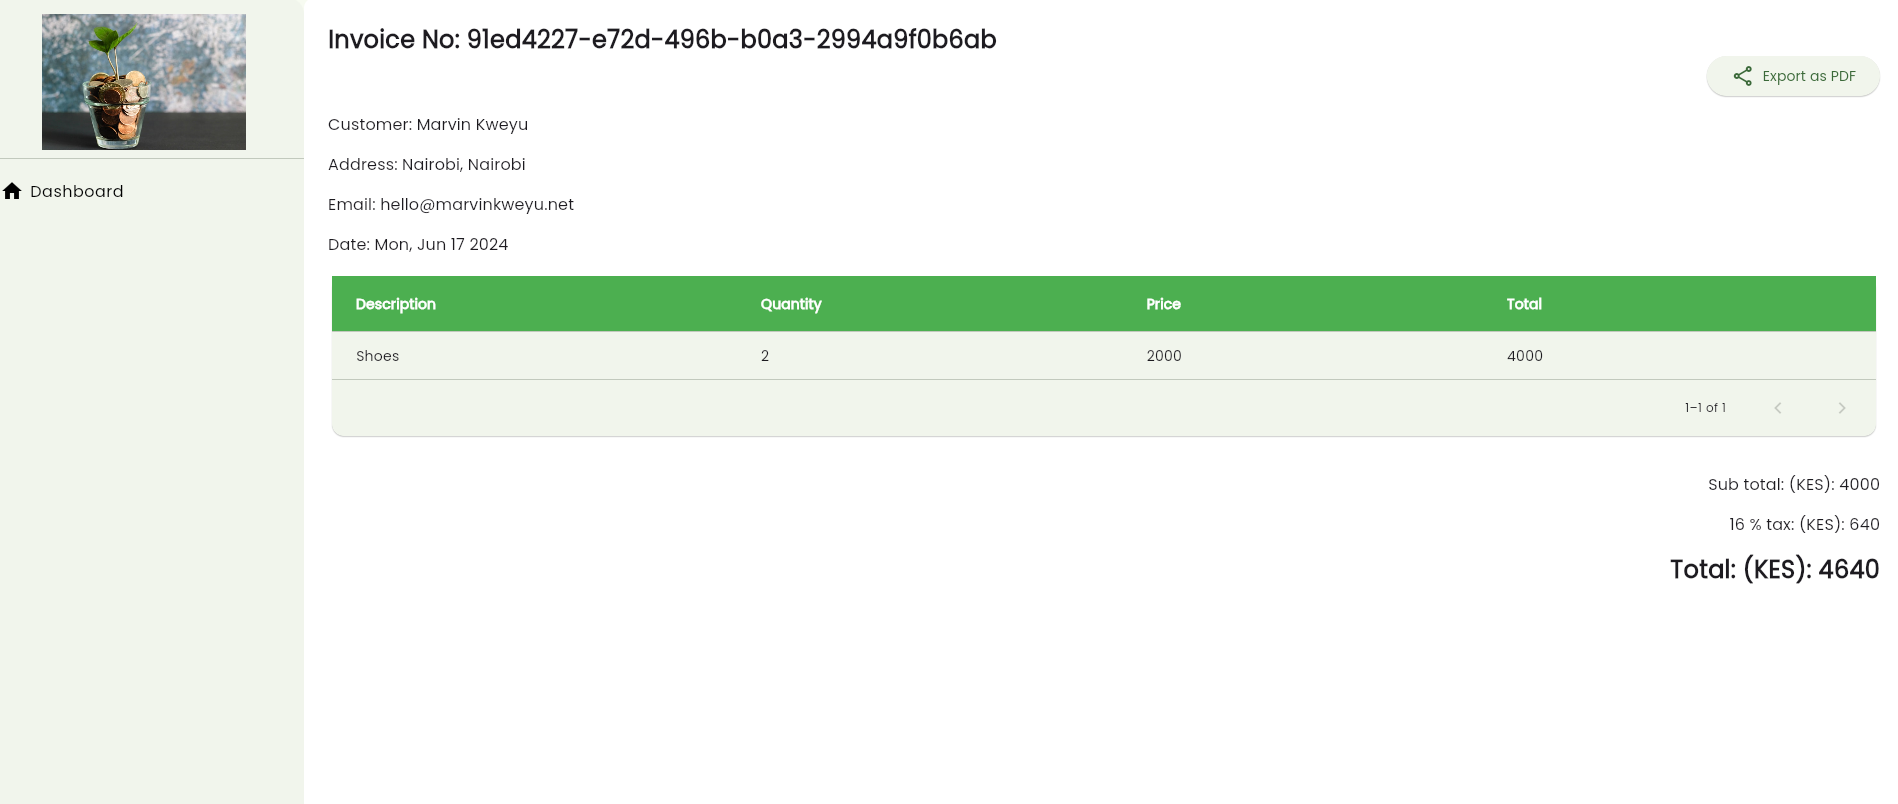 Invoice No: 91ed4227-e72d-496b-b0a3-2994a9f0b6ab
Export as PDF
Customer: Marvin Kweyu
Address: Nairobi, Nairobi
Dashboard
Email: hello@marvinkweyu.net
Date: Mon, Jun 17 2024
Description Quantity Price Total
Shoes 2 2000 4000
1–1 of 1
Sub total: (KES): 4000
16 % tax: (KES): 640
Total: (KES): 4640